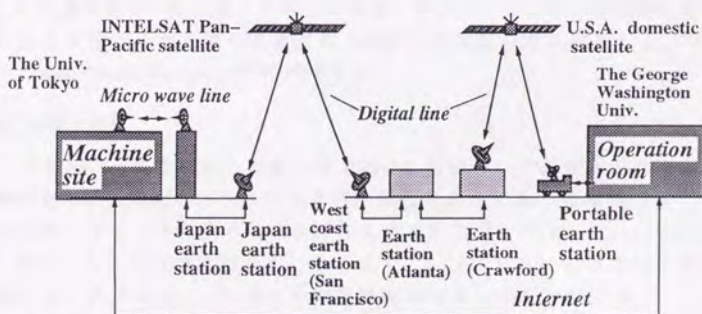 INTELSAT Pan–
Pacific satellite
U.S.A. domestic
satellite
The Univ.
of Tokyo
Micro wave line
Digital line
The George
Washington
Univ.
Machine
site
Operation
room
Japan
earth
station
Japan
earth
station
West
coast
earth
station
(San
Francisco)
Earth
station
(Atlanta)
Earth
station
(Crawford)
Portable
earth
station
Internet